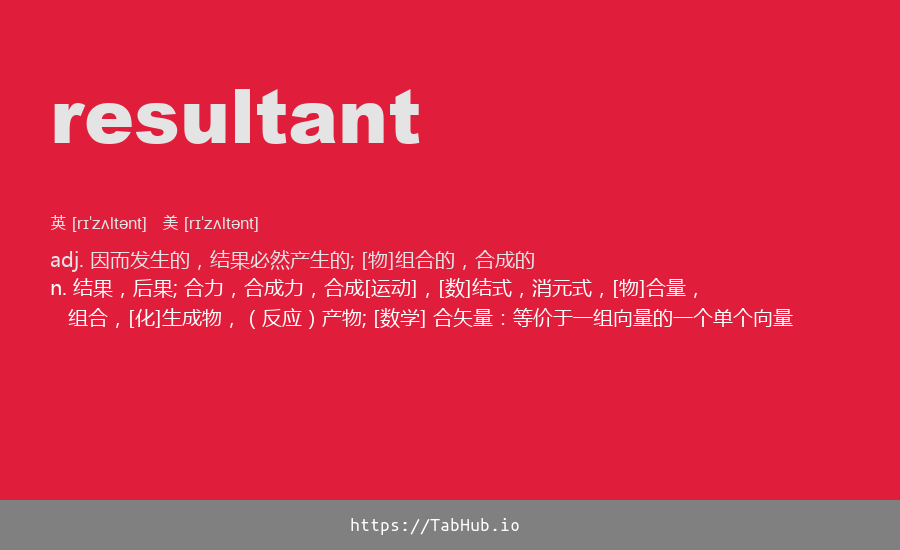 resultant
英 [rɪˈzʌltənt] 美 [rɪˈzʌltənt]
adj. 因而发生的，结果必然产生的; [物]组合的，合成的
n. 结果，后果; 合力，合成力，合成[运动]，[数]结式，消元式，[物]合量，
组合，[化]生成物，（反应）产物; [数学] 合矢量：等价于一组向量的一个单个向量
https://TabHub.io